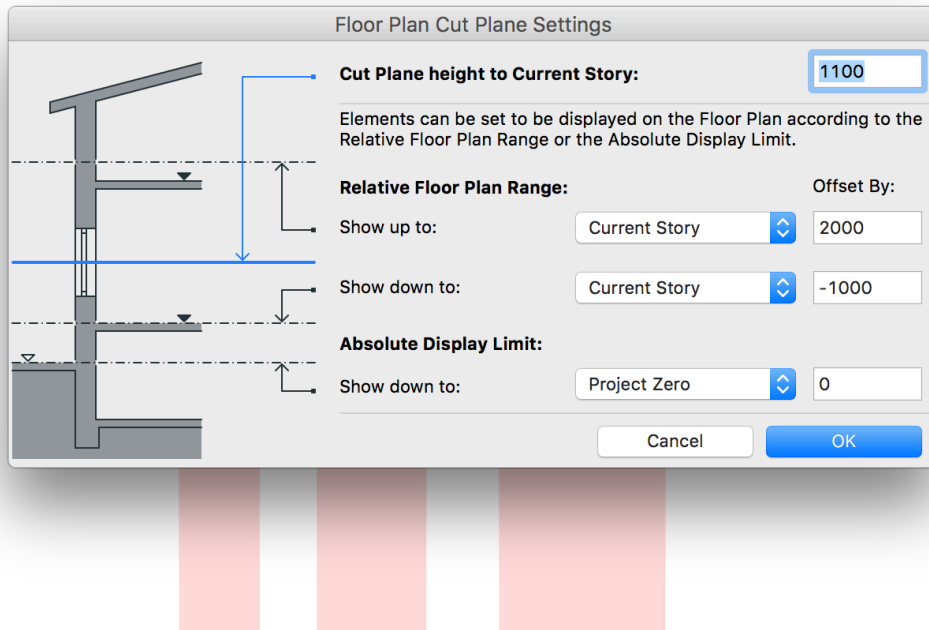 Floor Plan Cut Plane Settings
Cut Plane height to Current Story: 1100
Elements can be set to be displayed on the Floor Plan according to the
Relative Floor Plan Range or the Absolute Display Limit.
Relative Floor Plan Range: Offset By:
Show up to: Current Story 2000
Show down to: Current Story -1000
Absolute Display Limit:
Show down to: Project Zero 0
Cancel OK